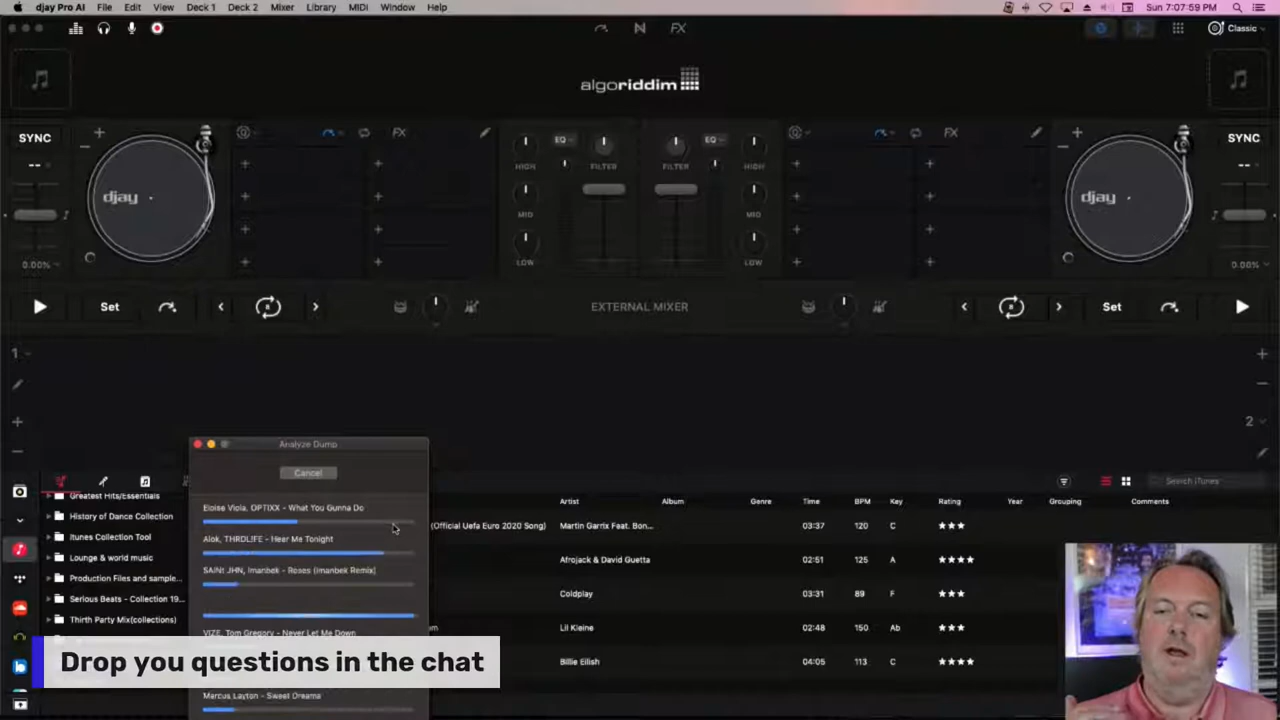 djay Pro AI File Edit View Deck 1 Deck 2 Mixer Library MIDI Window Help Sun 7:07:59 PM
FX Classic
algoriddim
SYNC FX EQ EQ FX SYNC
-- HIGH FILTER FILTER HIGH --
djay MID MID djay
0.00% LOW LOW 0.00%
Set EXTERNAL MIXER Set
1
2
Analyze Dump
Cancel
Search iTunes
Greatest Hits/Essentials
Artist Album Genre Time BPM Key Rating Year Grouping Comments
Eloise Viola, OPTIXX - What You Gunna Do
History of Dance Collection
(Official Uefa Euro 2020 Song) Martin Garrix Feat. Bon... 03:37 120 C ★★★
Itunes Collection Tool
Alok, THRDL!FE - Hear Me Tonight
Lounge & world music
Afrojack & David Guetta 02:51 125 A ★★★★
SAINt JHN, Imanbek - Roses (Imanbek Remix)
Production Files and sample...
Coldplay 03:31 89 F ★★★
Serious Beats - Collection 19...
Thirth Party Mix(collections)
Lil Kleine 02:48 150 Ab ★★★
VIZE, Tom Gregory - Never Let Me Down
Drop you questions in the chat
Billie Eilish 04:05 113 C ★★★★
Marcus Layton - Sweet Dreams